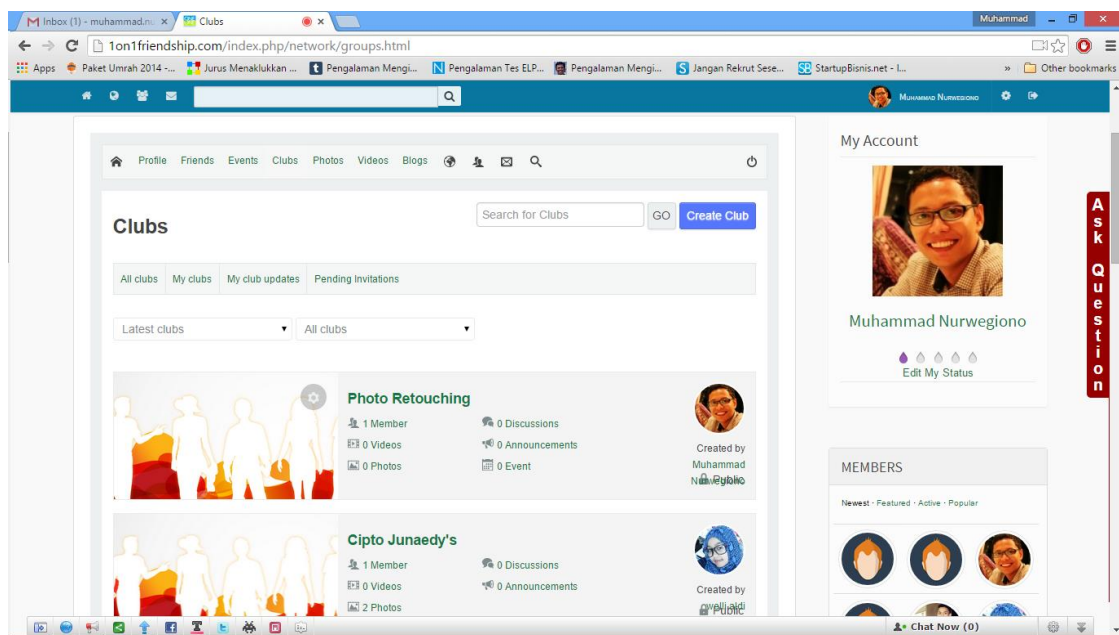 Inbox (1) - muhammad.nu
Clubs
Muhammad
1on1friendship.com/index.php/network/groups.html
Apps
Paket Umrah 2014 -...
Jurus Menaklukkan ...
Pengalaman Mengi...
Pengalaman Tes ELP...
Pengalaman Mengi...
Jangan Rekrut Sese...
StartupBisnis.net - I...
»
Other bookmarks
Muhammad Nurwegiono
Profile Friends Events Clubs Photos Videos Blogs
Clubs
Search for Clubs
GO
Create Club
All clubs My clubs My club updates Pending Invitations
Latest clubs
All clubs
Photo Retouching
1 Member
0 Discussions
0 Videos
0 Announcements
0 Photos
0 Event
Created by
Muhammad
Nurwegiono
Public
Cipto Junaedy's
1 Member
0 Discussions
0 Videos
0 Announcements
2 Photos
Created by
Public
My Account
Muhammad Nurwegiono
Edit My Status
MEMBERS
Newest · Featured · Active · Popular
Ask Question
Chat Now (0)